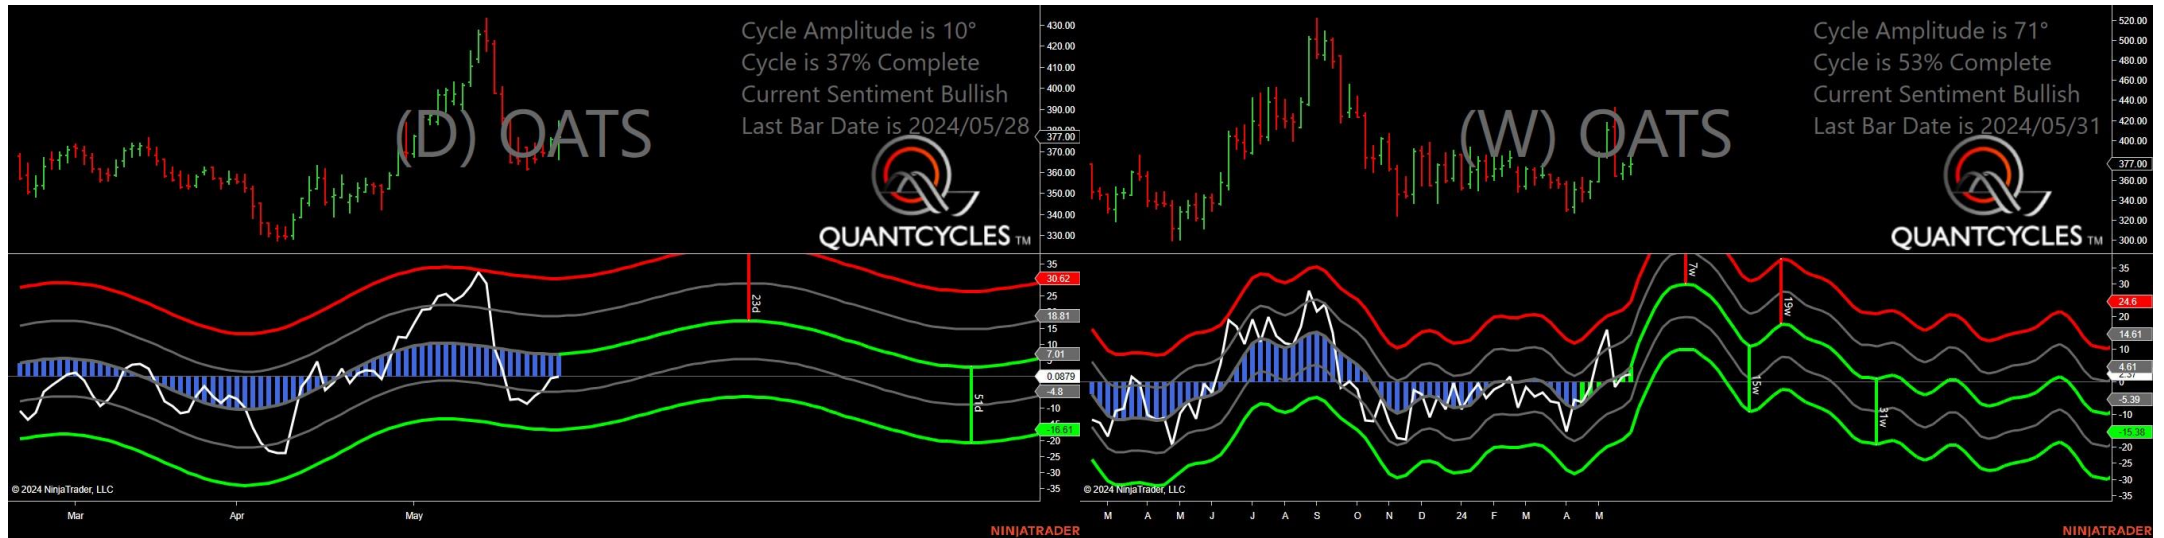 Cycle Amplitude is 10°
Cycle is 37% Complete
Current Sentiment Bullish
Last Bar Date is 2024/05/28
(D) OATS
QUANTCYCLES TM
430.00
420.00
410.00
400.00
390.00
380.00
377.00
370.00
360.00
350.00
340.00
330.00
35
30.62
25
18.81
15
10
7.01
0.0879
-4.8
-10
-16.61
-20
-25
-30
-35
23d
51d
© 2024 NinjaTrader, LLC
Mar
Apr
May
NINJATRADER
Cycle Amplitude is 71°
Cycle is 53% Complete
Current Sentiment Bullish
Last Bar Date is 2024/05/31
(W) OATS
QUANTCYCLES TM
520.00
500.00
480.00
460.00
440.00
420.00
400.00
377.00
360.00
340.00
320.00
300.00
35
30
24.6
20
14.61
10
4.61
2.37
0
-5.39
-10
-15.38
-20
-25
-30
-35
7w
19w
15w
31w
© 2024 NinjaTrader, LLC
M A M J J A S O N D 24 F M A M
NINJATRADER